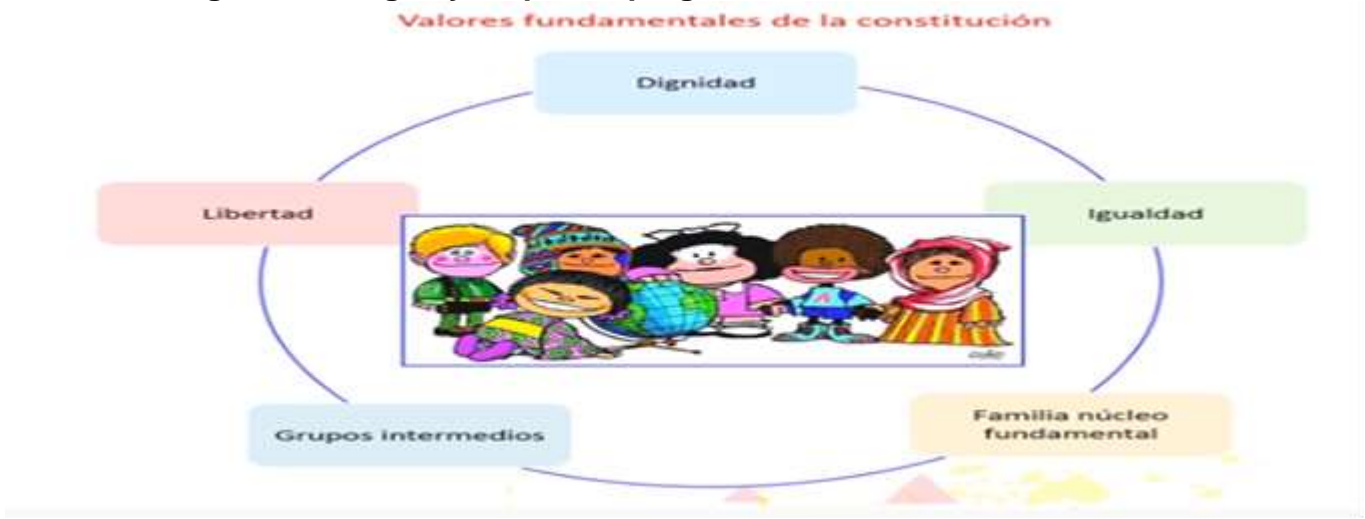 Valores fundamentales de la constitución
Dignidad
Libertad
Igualdad
Grupos intermedios
Familia núcleo
fundamental